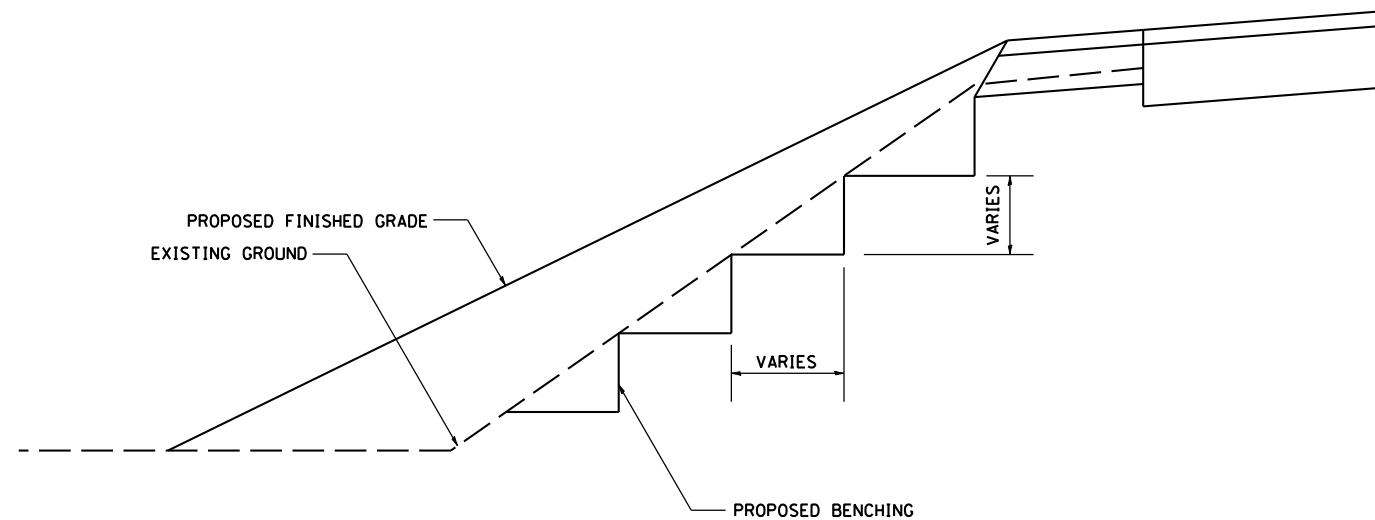 PROPOSED FINISHED GRADE
EXISTING GROUND
VARIES
VARIES
PROPOSED BENCHING